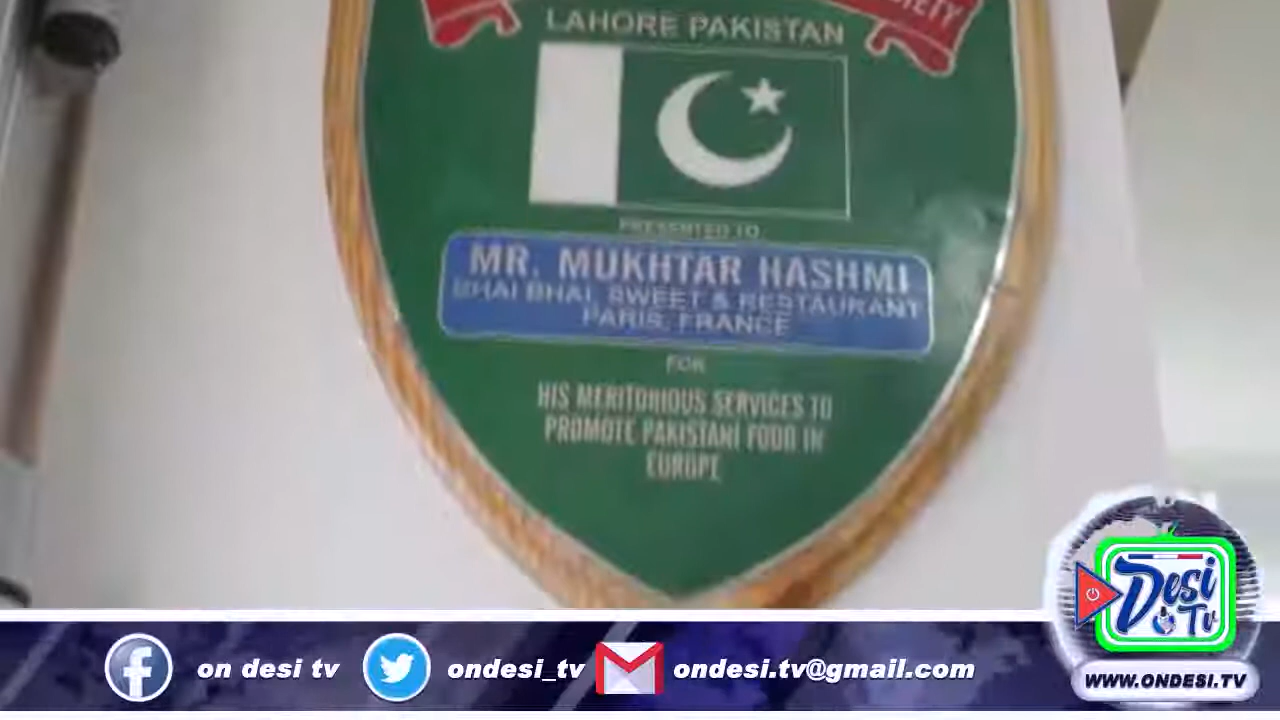 SOCIETY
LAHORE PAKISTAN
PRESENTED TO
MR. MUKHTAR HASHMI
BHAI BHAI, SWEET & RESTAURANT
PARIS, FRANCE
FOR
HIS MERITORIOUS SERVICES TO
PROMOTE PAKISTANI FOOD IN
EUROPE
Desi
Tv
on desi tv
ondesi_tv
ondesi.tv@gmail.com
WWW.ONDESI.TV